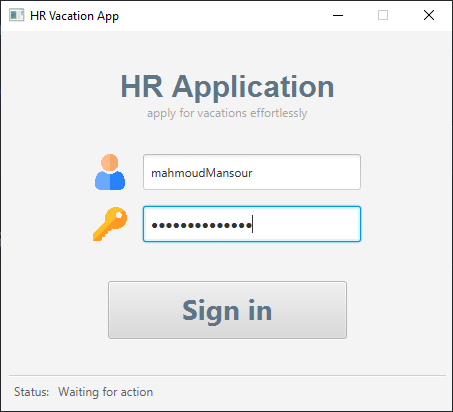 HR Vacation App
HR Application
apply for vacations effortlessly
mahmoudMansour
••••••••••••••
Sign in
Status: Waiting for action